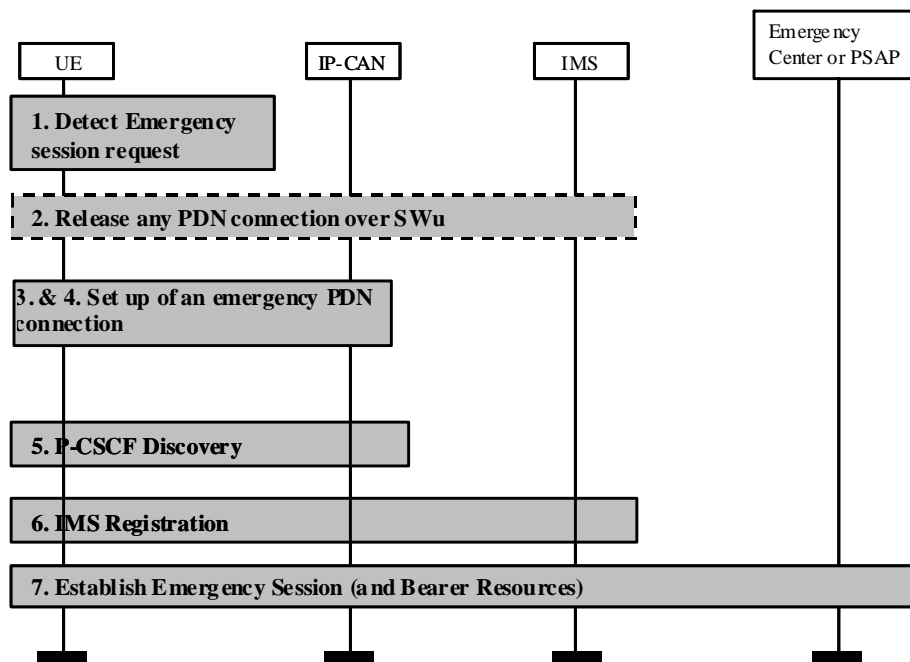 UE
IP-CAN
IMS
Emergency
Center or PSAP
1. Detect Emergency
session request
2. Release any PDN connection over SWu
3. & 4. Set up of an emergency PDN
connection
5. P-CSCF Discovery
6. IMS Registration
7. Establish Emergency Session (and Bearer Resources)